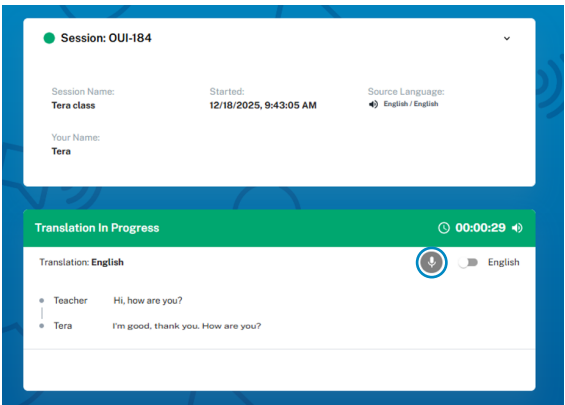 Session: OUI-184
Session Name:
Started:
Source Language:
Tera class
12/18/2025, 9:43:05 AM
English / English
Your Name:
Tera
Translation In Progress
00:00:29
Translation: English
English
Teacher Hi, how are you?
Tera I'm good, thank you. How are you?